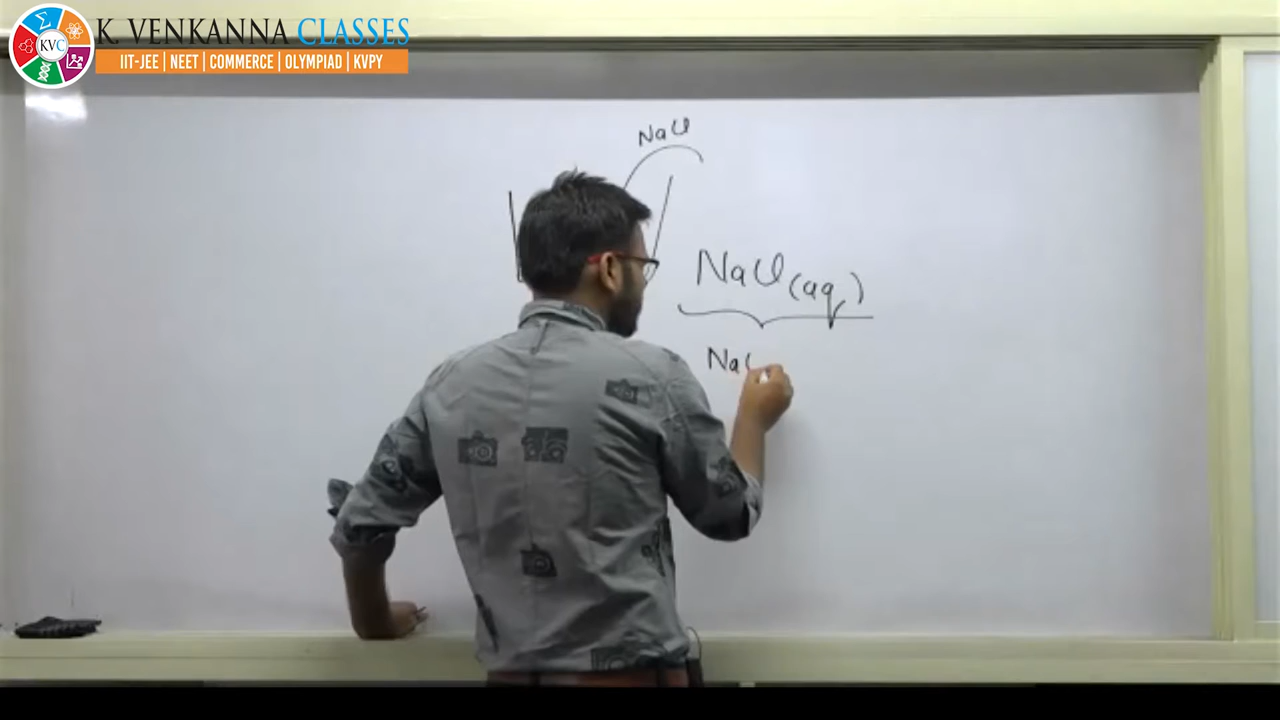 K. VENKANNA CLASSES
KVC
IIT-JEE | NEET | COMMERCE | OLYMPIAD | KVPY
NaCl
NaCl(aq)
Na